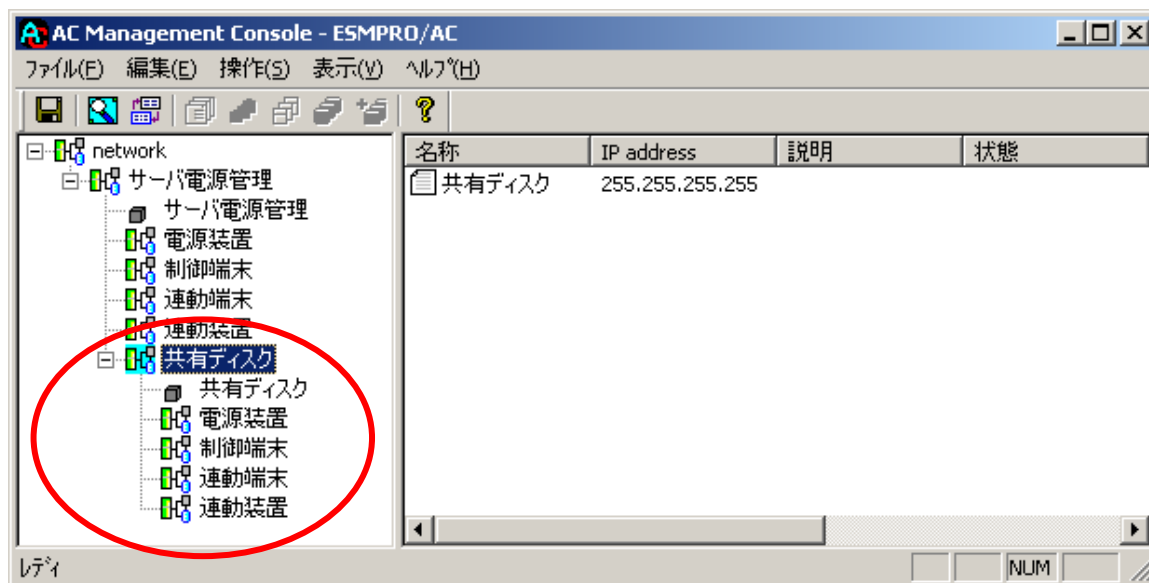 AC Management Console - ESMPRO/AC
ﾌｧｲﾙ(F) 編集(E) 操作(S) 表示(V) ﾍﾙﾌﾟ(H)
network
サーバ電源管理
サーバ電源管理
電源装置
制御端末
連動端末
連動装置
共有ディスク
共有ディスク
電源装置
制御端末
連動端末
連動装置
名称 IP address 説明 状態
共有ディスク 255.255.255.255
ﾚﾃﾞｨ NUM